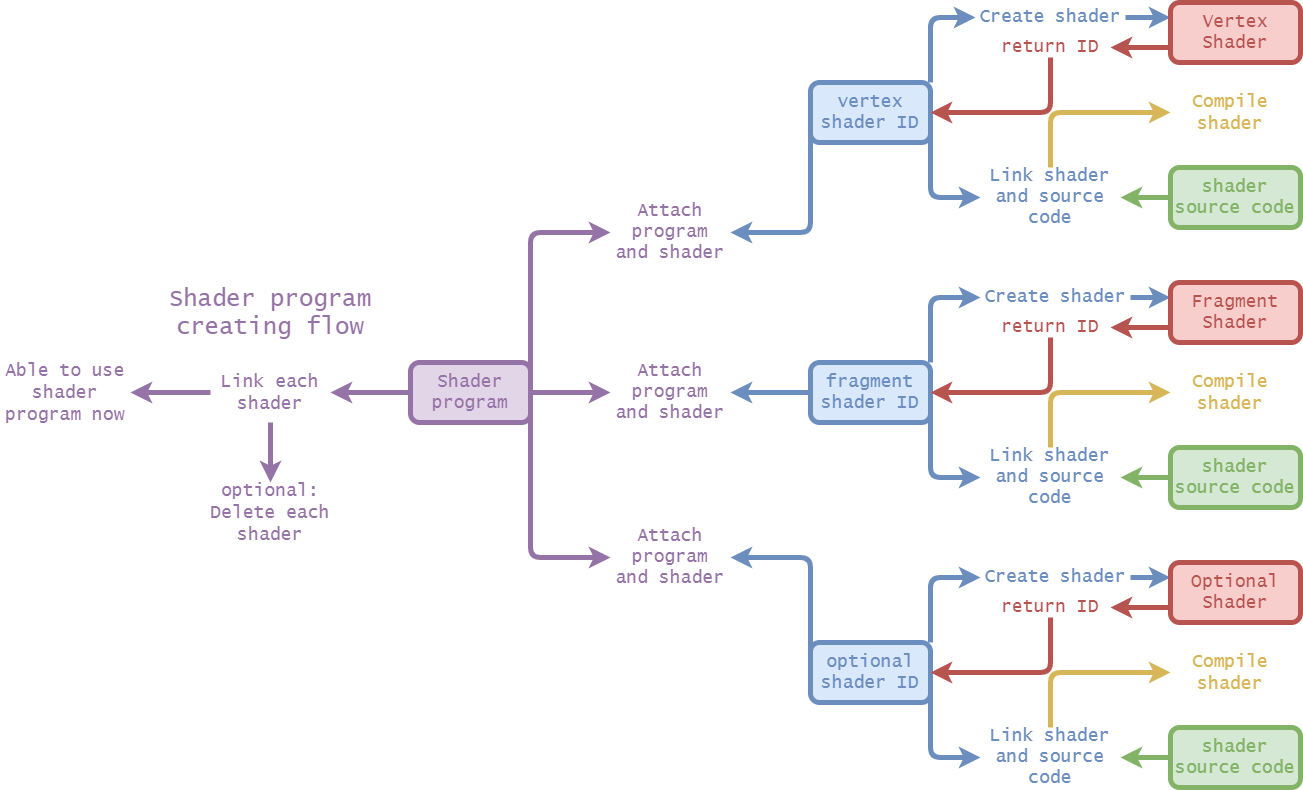 Shader program
creating flow
Able to use
shader
program now
Link each
shader
optional:
Delete each
shader
Shader
program
Attach
program
and shader
Attach
program
and shader
Attach
program
and shader
vertex
shader ID
Create shader
return ID
Vertex
Shader
Compile
shader
Link shader
and source
code
shader
source code
fragment
shader ID
Create shader
return ID
Fragment
Shader
Compile
shader
Link shader
and source
code
shader
source code
optional
shader ID
Create shader
return ID
Optional
Shader
Compile
shader
Link shader
and source
code
shader
source code